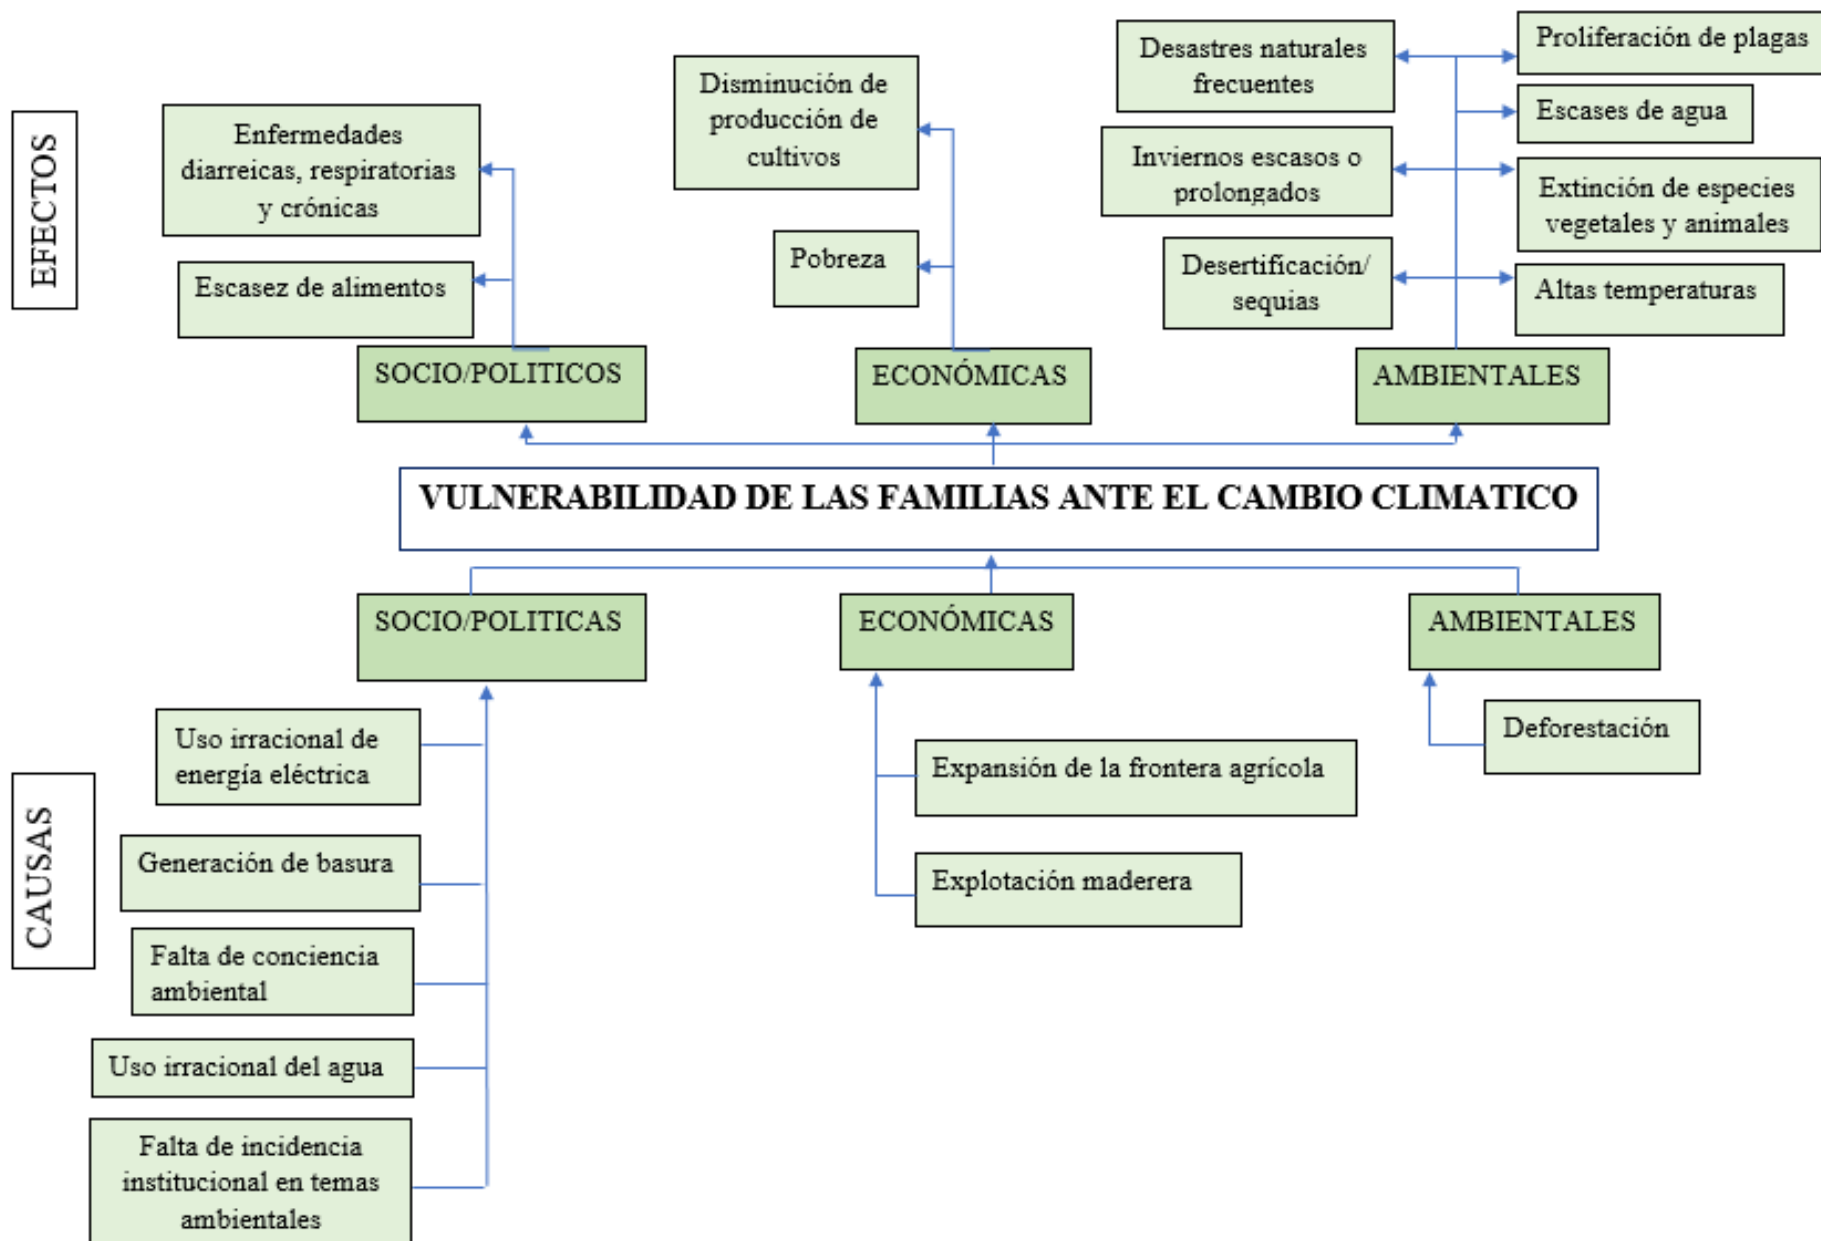 EFECTOS
Enfermedades
diarreicas, respiratorias
y crónicas
Escasez de alimentos
Disminución de
producción de
cultivos
Pobreza
Desastres naturales
frecuentes
Inviernos escasos o
prolongados
Desertificación/
sequias
Proliferación de plagas
Escases de agua
Extinción de especies
vegetales y animales
Altas temperaturas
SOCIO/POLITICOS
ECONÓMICAS
AMBIENTALES
VULNERABILIDAD DE LAS FAMILIAS ANTE EL CAMBIO CLIMATICO
SOCIO/POLITICAS
ECONÓMICAS
AMBIENTALES
CAUSAS
Uso irracional de
energía eléctrica
Generación de basura
Falta de conciencia
ambiental
Uso irracional del agua
Falta de incidencia
institucional en temas
ambientales
Expansión de la frontera agrícola
Explotación maderera
Deforestación